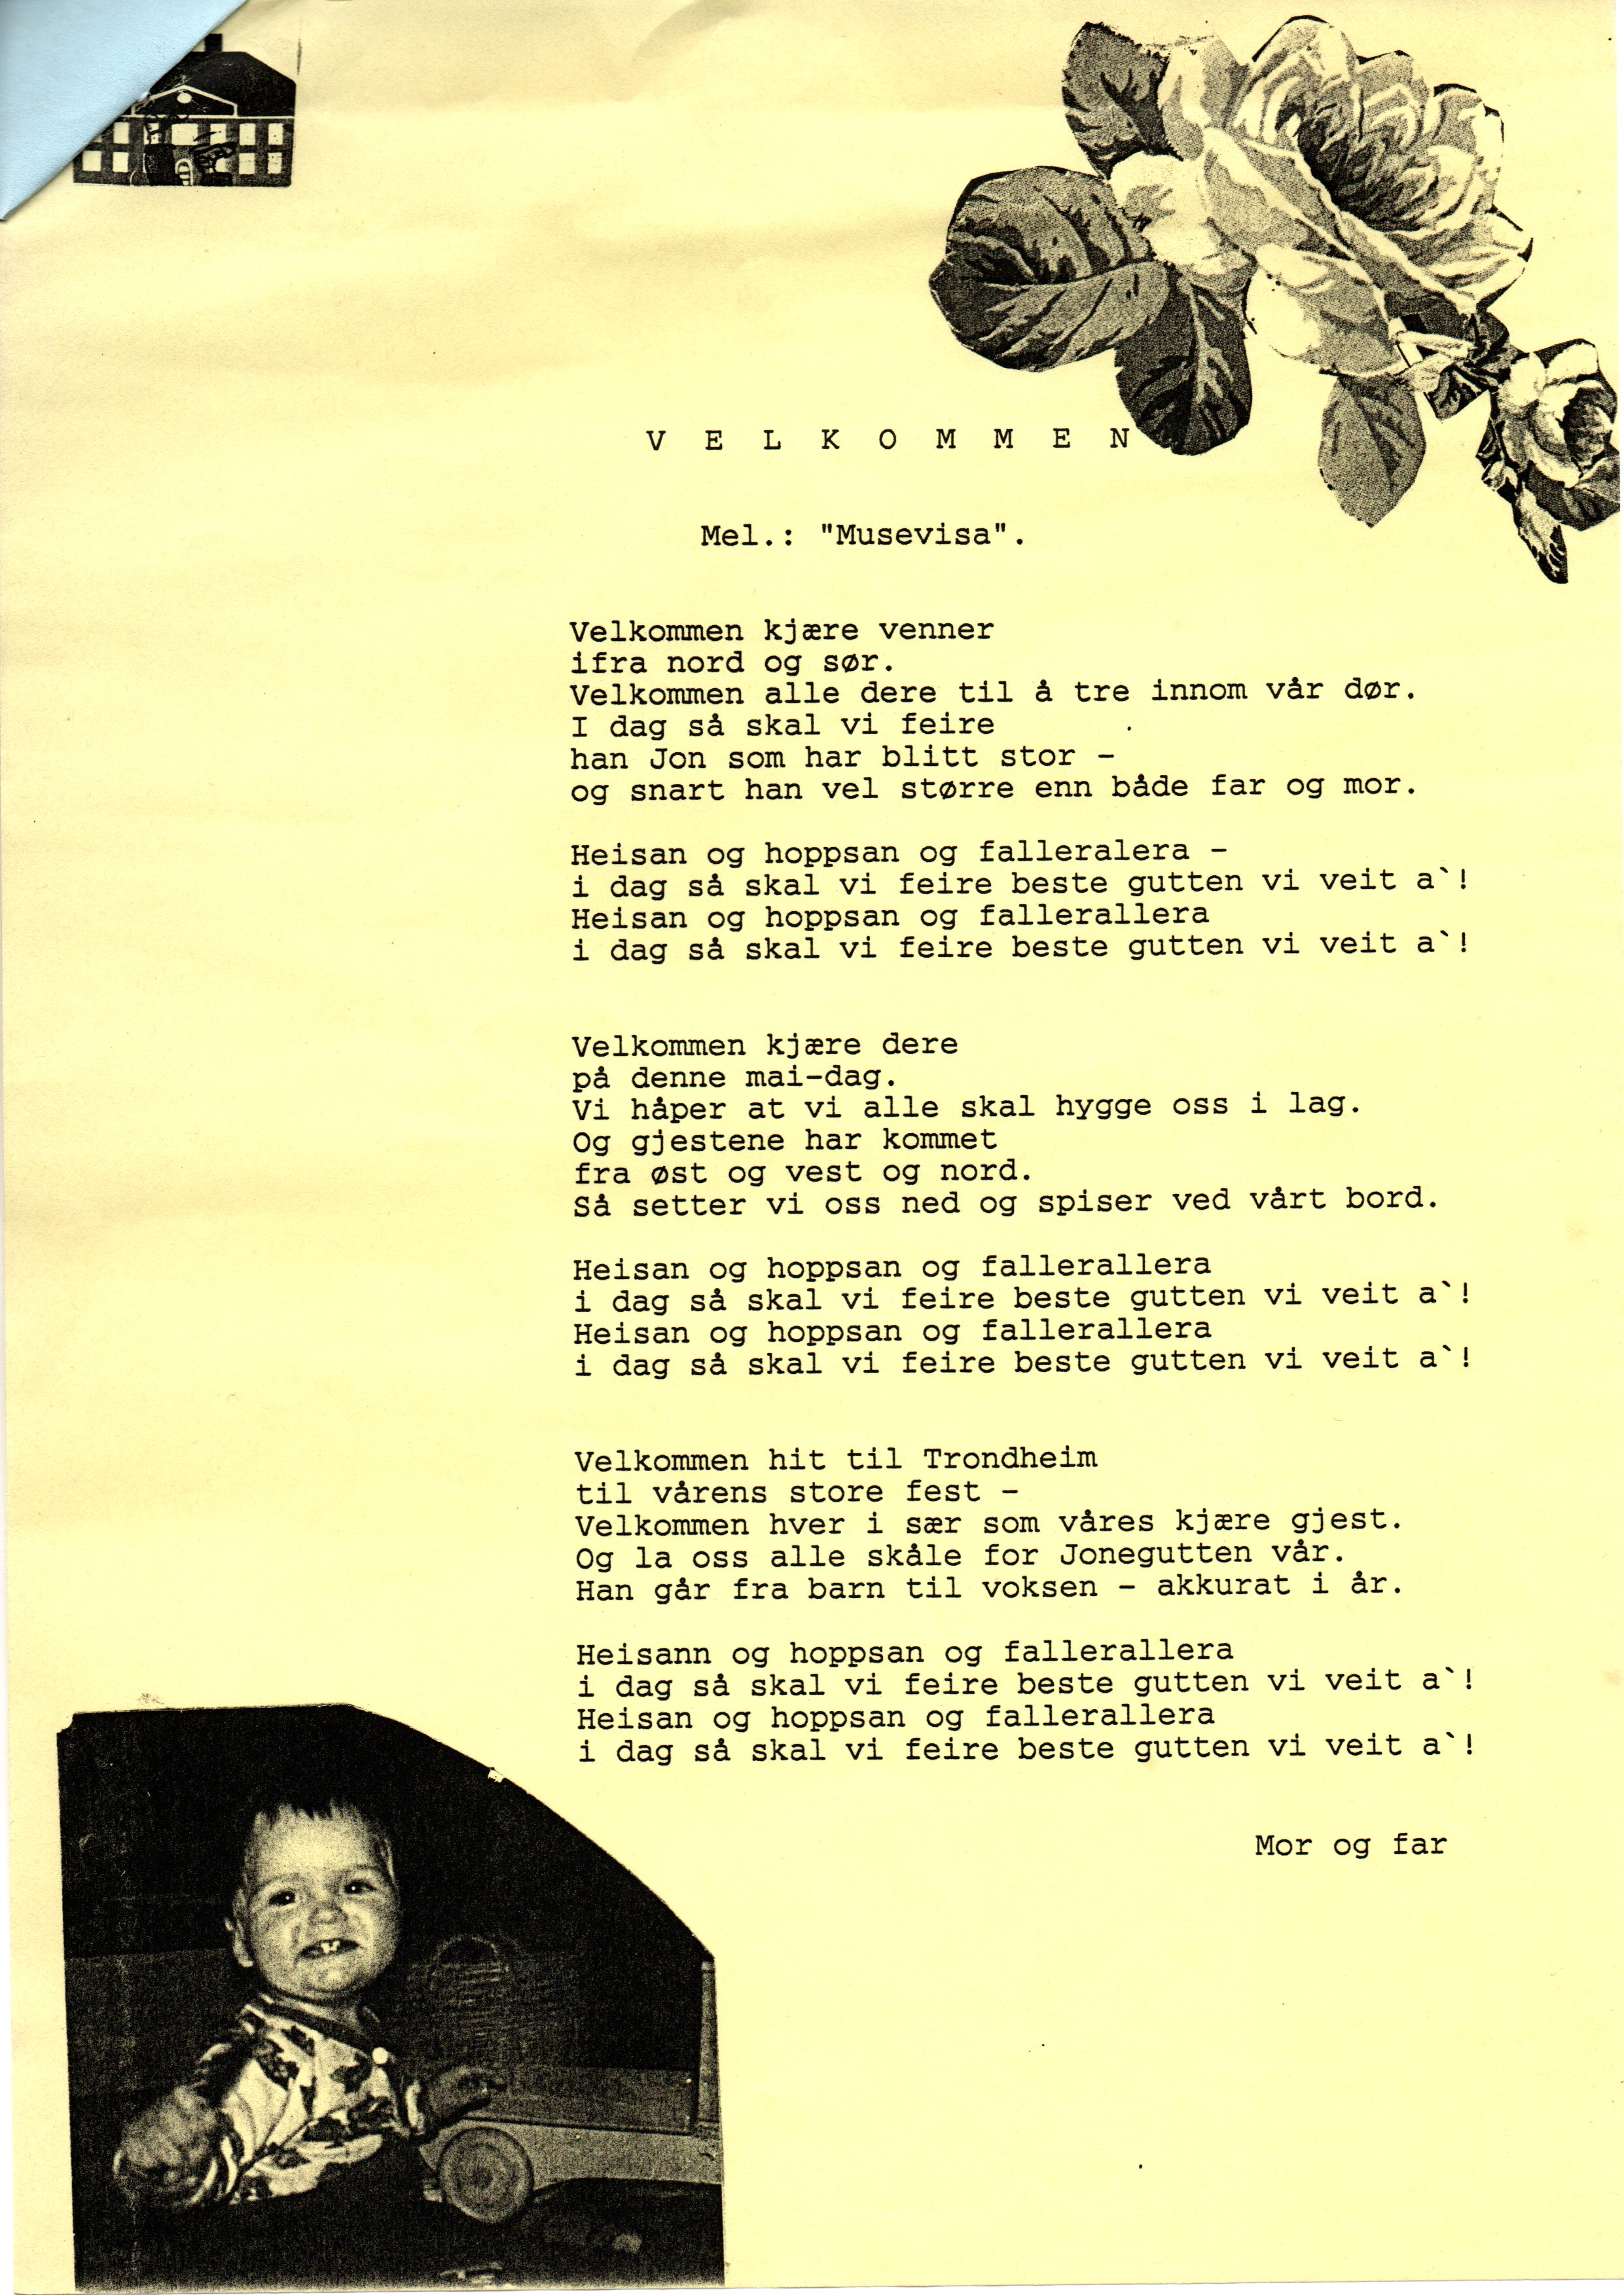 V E L K O M M E N
Mel.: "Musevisa".
Velkommen kjære venner
ifra nord og sør.
Velkommen alle dere til å tre innom vår dør.
I dag så skal vi feire
han Jon som har blitt stor -
og snart han vel større enn både far og mor.
Heisan og hoppsan og falleralera -
i dag så skal vi feire beste gutten vi veit a`!
Heisan og hoppsan og fallerallera
i dag så skal vi feire beste gutten vi veit a`!
Velkommen kjære dere
på denne mai-dag.
Vi håper at vi alle skal hygge oss i lag.
Og gjestene har kommet
fra øst og vest og nord.
Så setter vi oss ned og spiser ved vårt bord.
Heisan og hoppsan og fallerallera
i dag så skal vi feire beste gutten vi veit a`!
Heisan og hoppsan og fallerallera
i dag så skal vi feire beste gutten vi veit a`!
Velkommen hit til Trondheim
til vårens store fest -
Velkommen hver i sær som våres kjære gjest.
Og la oss alle skåle for Jonegutten vår.
Han går fra barn til voksen - akkurat i år.
Heisann og hoppsan og fallerallera
i dag så skal vi feire beste gutten vi veit a`!
Heisan og hoppsan og fallerallera
i dag så skal vi feire beste gutten vi veit a`!
Mor og far